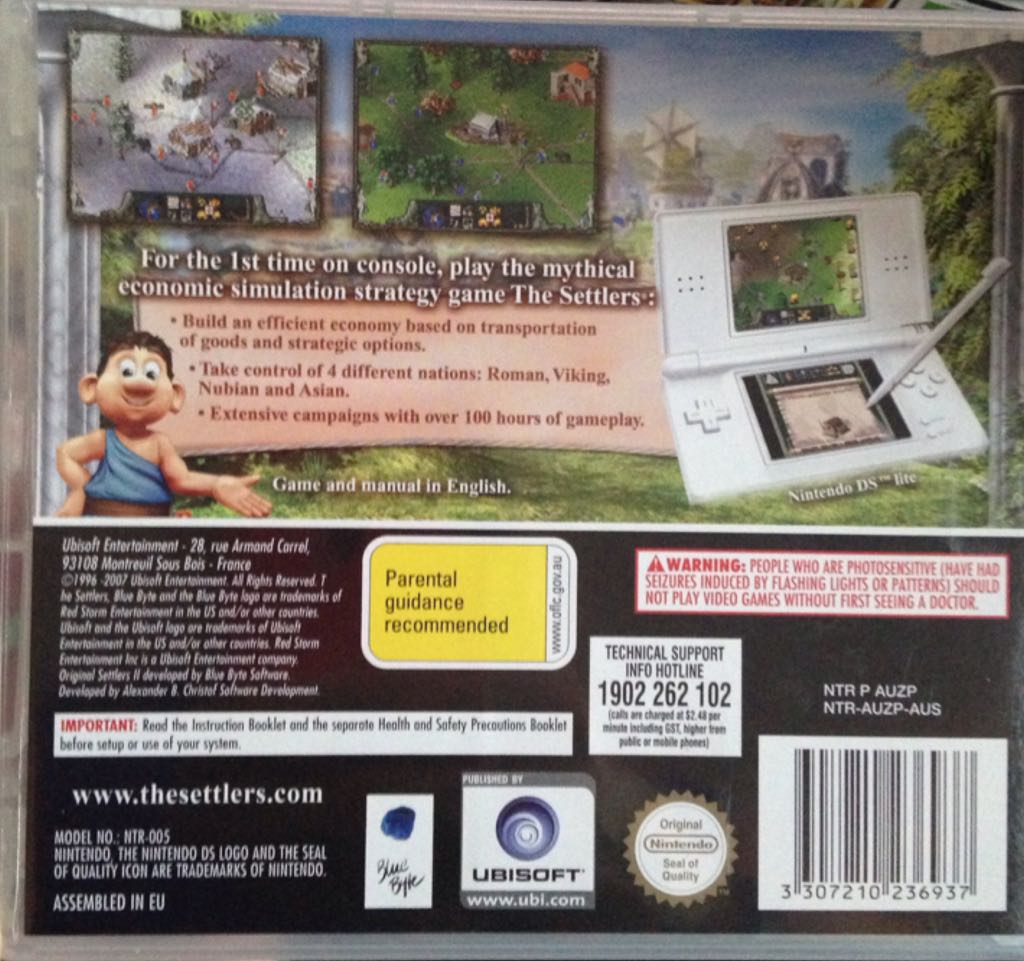 For the 1st time on console, play the mythical
economic simulation strategy game The Settlers®:
• Build an efficient economy based on transportation
of goods and strategic options.
• Take control of 4 different nations: Roman, Viking,
Nubian and Asian.
• Extensive campaigns with over 100 hours of gameplay.
Game and manual in English.
Nintendo DS™ lite
Ubisoft Entertainment - 28, rue Armand Carrel,
93108 Montreuil Sous Bois - France
©1996 -2007 Ubisoft Entertainment. All Rights Reserved. T
he Settlers, Blue Byte and the Blue Byte logo are trademarks of
Red Storm Entertainment in the US and/or other countries.
Ubisoft and the Ubisoft logo are trademarks of Ubisoft
Entertainment in the US and/or other countries. Red Storm
Entertainment Inc is a Ubisoft Entertainment company.
Original Settlers II developed by Blue Byte Software.
Developed by Alexander B. Christof Software Development.
Parental
guidance
recommended
www.oflc.gov.au
WARNING: PEOPLE WHO ARE PHOTOSENSITIVE (HAVE HAD
SEIZURES INDUCED BY FLASHING LIGHTS OR PATTERNS) SHOULD
NOT PLAY VIDEO GAMES WITHOUT FIRST SEEING A DOCTOR.
TECHNICAL SUPPORT
INFO HOTLINE
1902 262 102
(calls are charged at $2.48 per
minute including GST, higher from
public or mobile phones)
NTR P AUZP
NTR-AUZP-AUS
IMPORTANT: Read the Instruction Booklet and the separate Health and Safety Precautions Booklet
before setup or use of your system.
www.thesettlers.com
MODEL NO.: NTR-005
NINTENDO, THE NINTENDO DS LOGO AND THE SEAL
OF QUALITY ICON ARE TRADEMARKS OF NINTENDO.
ASSEMBLED IN EU
Blue
Byte
PUBLISHED BY
UBISOFT
www.ubi.com
Original
Nintendo
Seal of
Quality
TM
3 307210 236937